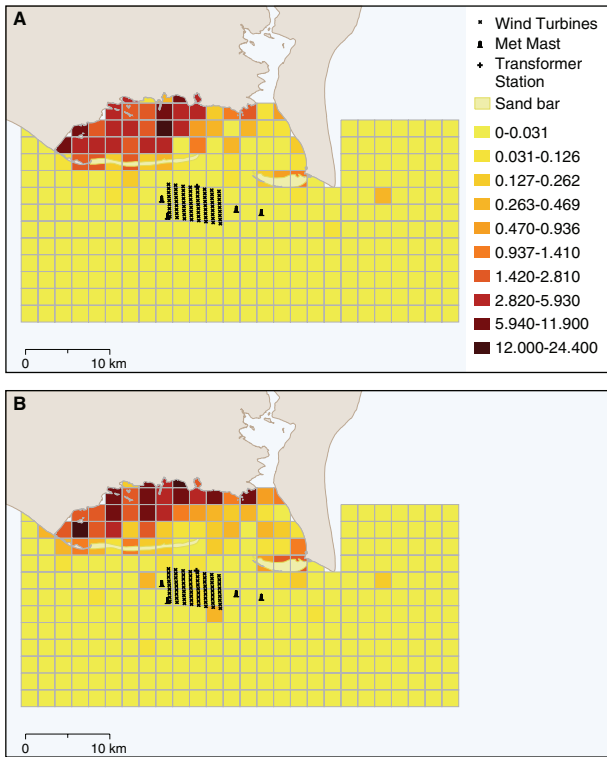 A
Wind Turbines
Met Mast
Transformer
Station
Sand bar
0-0.031
0.031-0.126
0.127-0.262
0.263-0.469
0.470-0.936
0.937-1.410
1.420-2.810
2.820-5.930
5.940-11.900
12.000-24.400
0 10 km
B
0 10 km